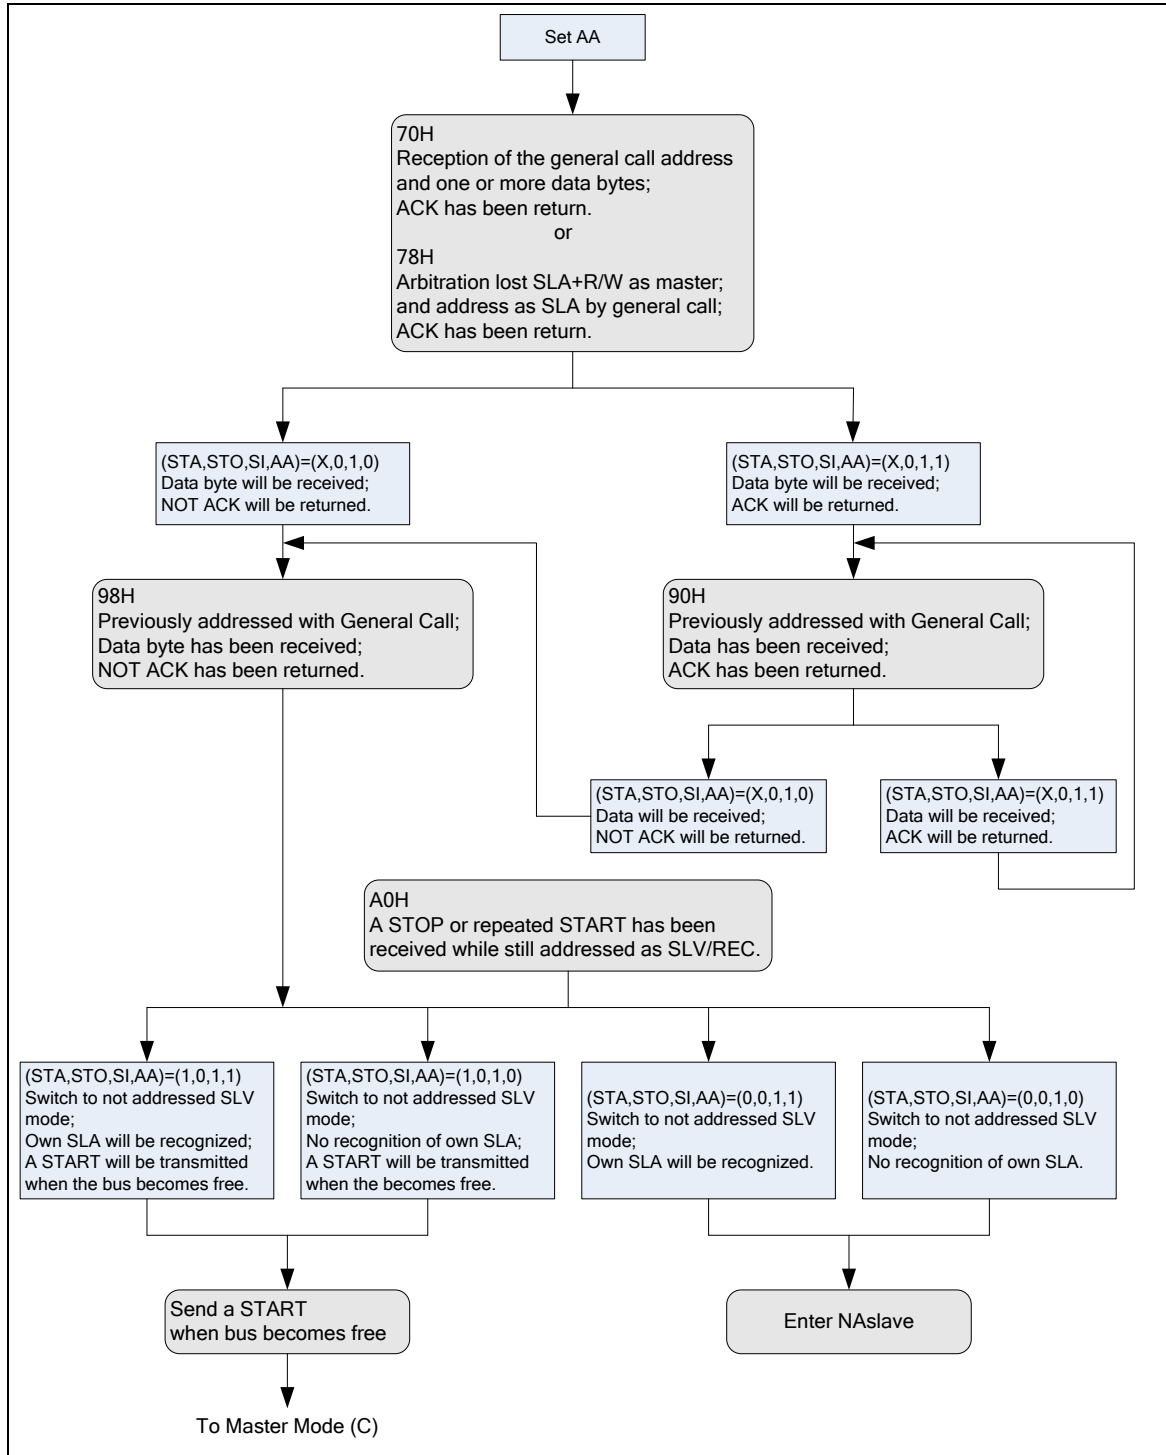 Set AA
70H
Reception of the general call address
and one or more data bytes;
ACK has been return.
or
78H
Arbitration lost SLA+R/W as master;
and address as SLA by general call;
ACK has been return.
(STA,STO,SI,AA)=(X,0,1,0)
Data byte will be received;
NOT ACK will be returned.
(STA,STO,SI,AA)=(X,0,1,1)
Data byte will be received;
ACK will be returned.
98H
Previously addressed with General Call;
Data byte has been received;
NOT ACK has been returned.
90H
Previously addressed with General Call;
Data has been received;
ACK has been returned.
(STA,STO,SI,AA)=(X,0,1,0)
Data will be received;
NOT ACK will be returned.
(STA,STO,SI,AA)=(X,0,1,1)
Data will be received;
ACK will be returned.
A0H
A STOP or repeated START has been
received while still addressed as SLV/REC.
(STA,STO,SI,AA)=(1,0,1,1)
Switch to not addressed SLV
mode;
Own SLA will be recognized;
A START will be transmitted
when the bus becomes free.
(STA,STO,SI,AA)=(1,0,1,0)
Switch to not addressed SLV
mode;
No recognition of own SLA;
A START will be transmitted
when the becomes free.
(STA,STO,SI,AA)=(0,0,1,1)
Switch to not addressed SLV
mode;
Own SLA will be recognized.
(STA,STO,SI,AA)=(0,0,1,0)
Switch to not addressed SLV
mode;
No recognition of own SLA.
Send a START
when bus becomes free
Enter NAslave
To Master Mode (C)